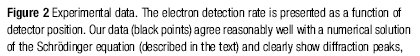 Figure 2 Experimental data. The electron detection rate is presented as a function of
detector position. Our data (black points) agree reasonably well with a numerical solution
of the Schrödinger equation (described in the text) and clearly show diffraction peaks,